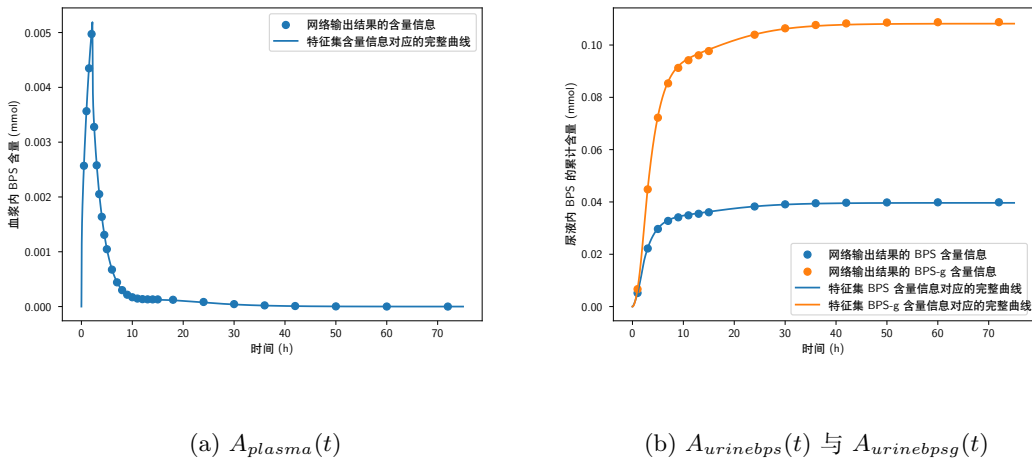 0.005
0.004
0.003
0.002
0.001
0.000
血浆内 BPS 含量 (mmol)
网络输出结果的含量信息
特征集含量信息对应的完整曲线
0 10 20 30 40 50 60 70
时间 (h)
(a) A_{plasma}(t)
0.10
0.08
0.06
0.04
0.02
0.00
尿液内 BPS 的累计含量 (mmol)
网络输出结果的 BPS 含量信息
网络输出结果的 BPS-g 含量信息
特征集 BPS 含量信息对应的完整曲线
特征集 BPS-g 含量信息对应的完整曲线
0 10 20 30 40 50 60 70
时间 (h)
(b) A_{urinebps}(t) 与 A_{urinebpsg}(t)